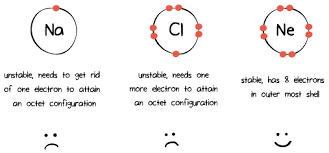 Na
Cl
Ne
unstable, needs to get rid
of one electron to attain
an octet configuration
unstable, needs one
more electron to attain
an octet configuration
stable, has 8 electrons
in outer most shell